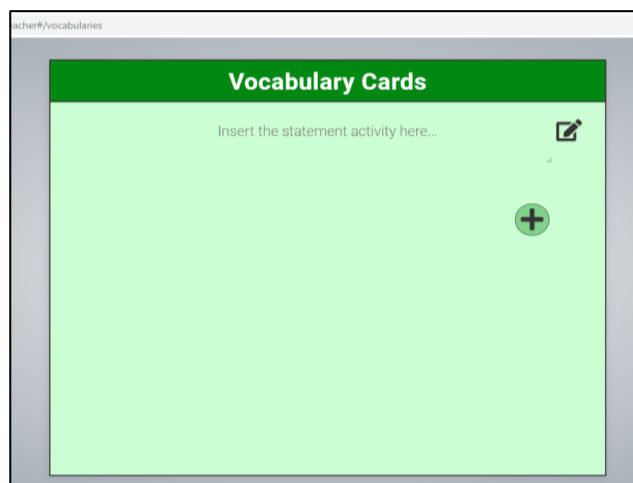 acher#/vocabularies
Vocabulary Cards
Insert the statement activity here...